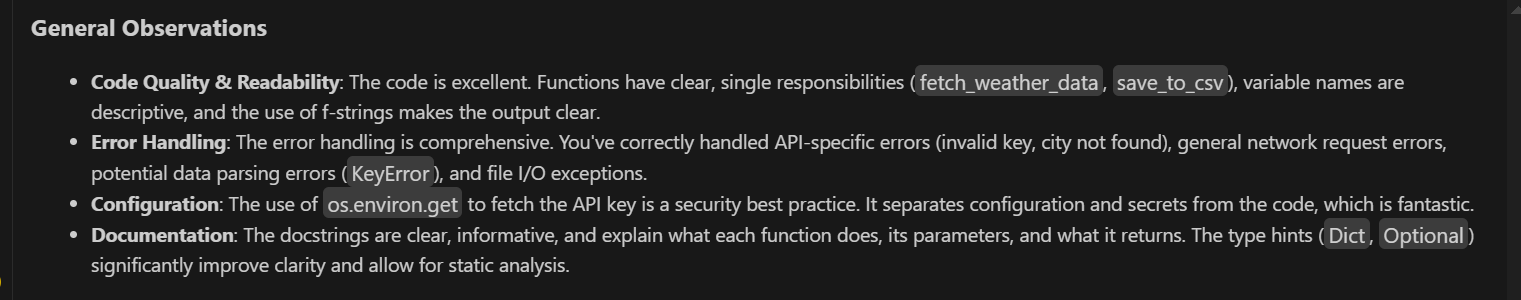 General Observations
• Code Quality & Readability: The code is excellent. Functions have clear, single responsibilities (fetch_weather_data, save_to_csv), variable names are
descriptive, and the use of f-strings makes the output clear.
• Error Handling: The error handling is comprehensive. You've correctly handled API-specific errors (invalid key, city not found), general network request errors,
potential data parsing errors (KeyError), and file I/O exceptions.
• Configuration: The use of os.environ.get to fetch the API key is a security best practice. It separates configuration and secrets from the code, which is fantastic.
• Documentation: The docstrings are clear, informative, and explain what each function does, its parameters, and what it returns. The type hints (Dict, Optional)
significantly improve clarity and allow for static analysis.